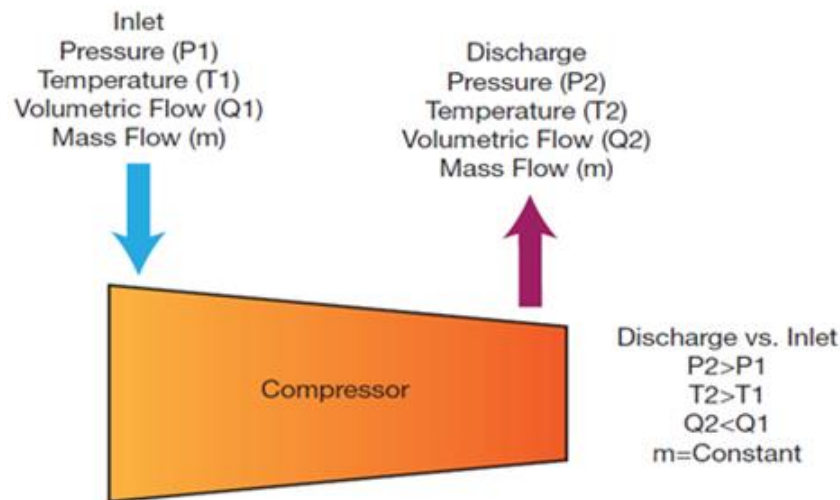 Inlet
Pressure (P1)
Temperature (T1)
Volumetric Flow (Q1)
Mass Flow (m)
Discharge
Pressure (P2)
Temperature (T2)
Volumetric Flow (Q2)
Mass Flow (m)
Compressor
Discharge vs. Inlet
P2>P1
T2>T1
Q2<Q1
m=Constant